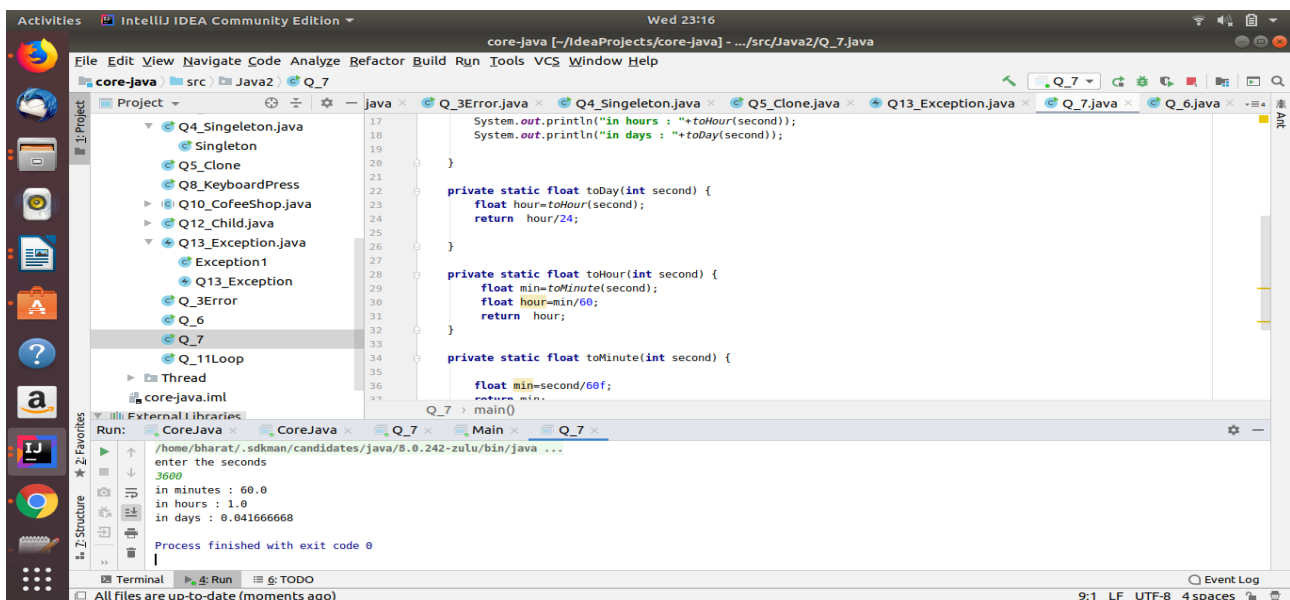 Activities IntelliJ IDEA Community Edition Wed 23:16
core-java [~/IdeaProjects/core-java] - .../src/Java2/Q_7.java
File Edit View Navigate Code Analyze Refactor Build Run Tools VCS Window Help
core-java src Java2 Q_7 Q_7
1: Project
Project java Q_3Error.java Q4_Singeleton.java Q5_Clone.java Q13_Exception.java Q_7.java Q_6.java
Ant
Q4_Singeleton.java
Singleton
Q5_Clone
Q8_KeyboardPress
Q10_CofeeShop.java
Q12_Child.java
Q13_Exception.java
Exception1
Q13_Exception
Q_3Error
Q_6
Q_7
Q_11Loop
Thread
core-java.iml
External Libraries
17 System.out.println("in hours : "+toHour(second));
18 System.out.println("in days : "+toDay(second));
19
20 }
21
22 private static float toDay(int second) {
23 float hour=toHour(second);
24 return hour/24;
25
26 }
27
28 private static float toHour(int second) {
29 float min=toMinute(second);
30 float hour=min/60;
31 return hour;
32 }
33
34 private static float toMinute(int second) {
35
36 float min=second/60f;
37 return min;
Q_7 › main()
2: Favorites
7: Structure
Run: CoreJava CoreJava Q_7 Main Q_7
/home/bharat/.sdkman/candidates/java/8.0.242-zulu/bin/java ...
enter the seconds
3600
in minutes : 60.0
in hours : 1.0
in days : 0.041666668
Process finished with exit code 0
Terminal 4: Run 6: TODO Event Log
All files are up-to-date (moments ago) 9:1 LF UTF-8 4 spaces